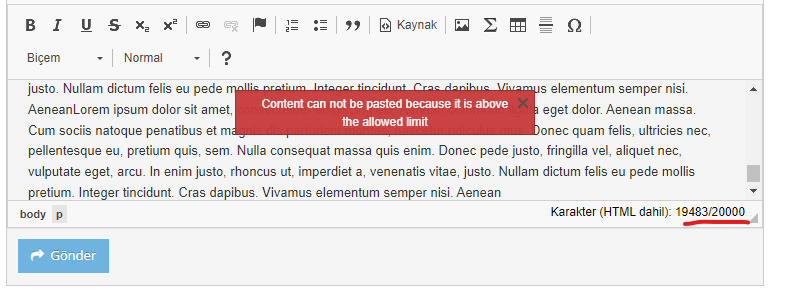 B I U S x₂ x² Kaynak Σ Ω
Biçem Normal ?
justo. Nullam dictum felis eu pede mollis pretium. Integer tincidunt. Cras dapibus. Vivamus elementum semper nisi.
Content can not be pasted because it is above
the allowed limit
AeneanLorem ipsum dolor sit amet, eget dolor. Aenean massa.
Cum sociis natoque penatibus et Donec quam felis, ultricies nec,
pellentesque eu, pretium quis, sem. Nulla consequat massa quis enim. Donec pede justo, fringilla vel, aliquet nec,
vulputate eget, arcu. In enim justo, rhoncus ut, imperdiet a, venenatis vitae, justo. Nullam dictum felis eu pede mollis
pretium. Integer tincidunt. Cras dapibus. Vivamus elementum semper nisi. Aenean
body p Karakter (HTML dahil): 19483/20000
Gönder